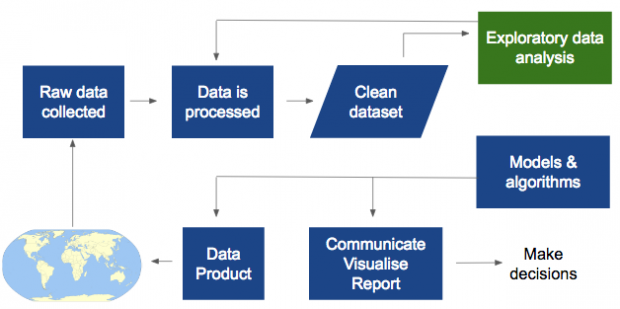 Exploratory data
analysis
Raw data
collected
Data is
processed
Clean
dataset
Models &
algorithms
Data
Product
Communicate
Visualise
Report
Make
decisions